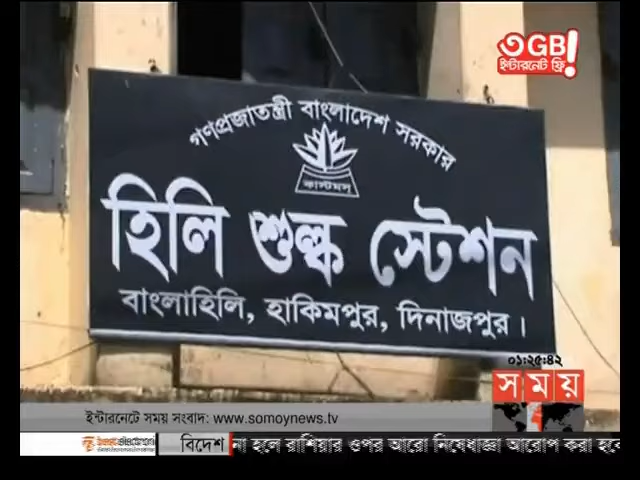 ৩GB!
ইন্টারনেট ফ্রি!
গণপ্রজাতন্ত্রী বাংলাদেশ সরকার
কাস্টমস্
হিলি শুল্ক স্টেশন
বাংলাহিলি, হাকিমপুর, দিনাজপুর।
০১:২৫:৪২
সময়
ইন্টারনেটে সময় সংবাদ: www.somoynews.tv
বিদেশ না হলে রাশিয়ার ওপর আরো নিষেধাজ্ঞা আরোপ করা হবে